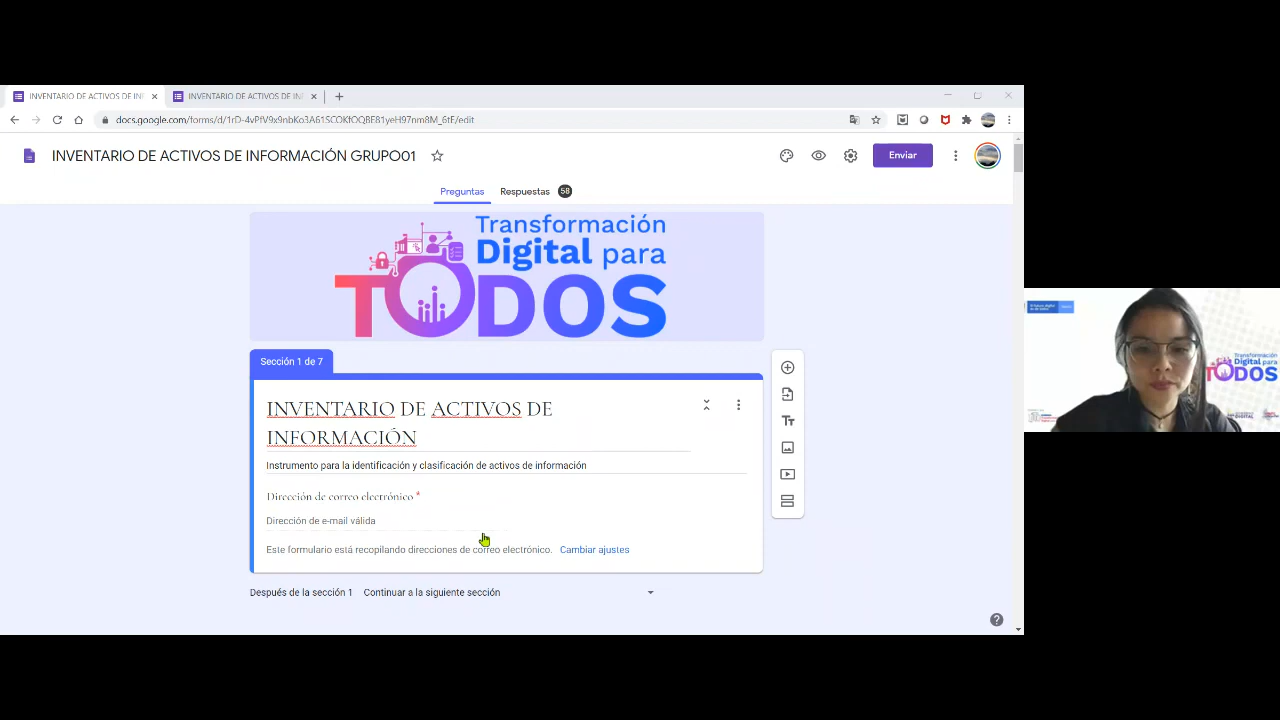 INVENTARIO DE ACTIVOS DE IN
INVENTARIO DE ACTIVOS DE IN
docs.google.com/forms/d/1rD-4vPfV9x9nbKo3A61SCOKfOQBE81yeH97nm8M_6tE/edit
INVENTARIO DE ACTIVOS DE INFORMACIÓN GRUPO01
Enviar
Preguntas
Respuestas 58
Transformación
Digital para
TODOS
Sección 1 de 7
INVENTARIO DE ACTIVOS DE
INFORMACIÓN
Instrumento para la identificación y clasificación de activos de información
Dirección de correo electrónico *
Dirección de e-mail válida
Este formulario está recopilando direcciones de correo electrónico. Cambiar ajustes
Después de la sección 1 Continuar a la siguiente sección
Transformación
Digital para
TODOS